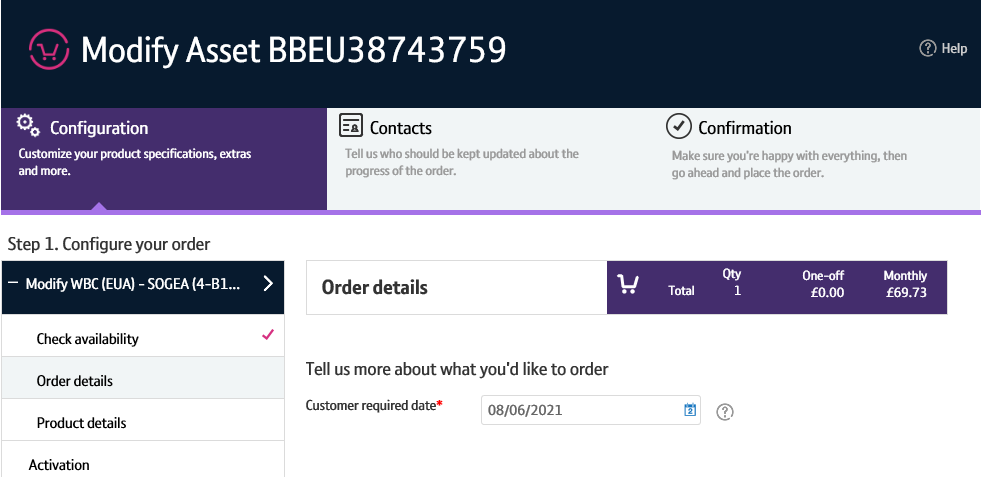 Modify Asset BBEU38743759
Help
Configuration
Customize your product specifications, extras
and more.
Contacts
Tell us who should be kept updated about the
progress of the order.
Confirmation
Make sure you're happy with everything, then
go ahead and place the order.
Step 1. Configure your order
Modify WBC (EUA) - SOGEA (4-B1...
Check availability
Order details
Product details
Activation
Order details
Total
Qty
1
One-off
£0.00
Monthly
£69.73
Tell us more about what you'd like to order
Customer required date*
08/06/2021